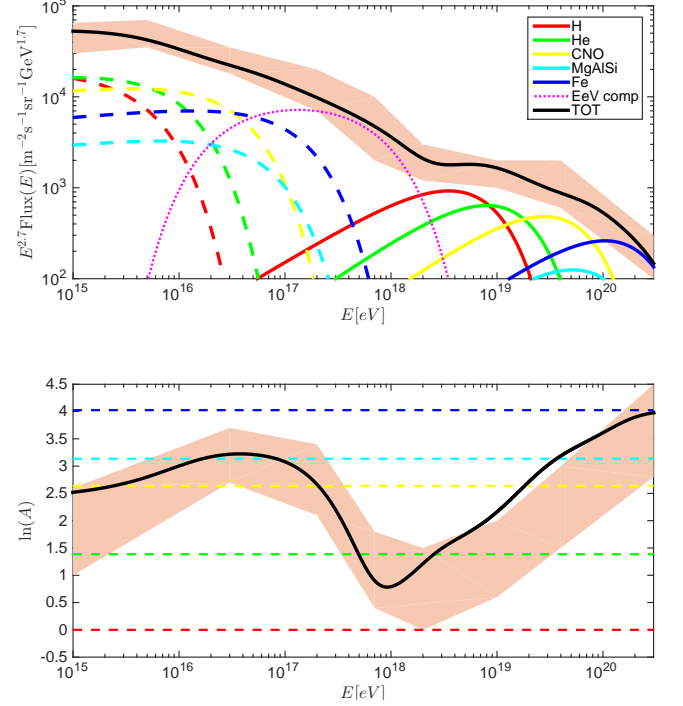 10^5
10^4
10^3
10^2
E^{2.7}Flux(E)[m^{−2}s^{−1}sr^{−1}GeV^{1.7}
H
He
CNO
MgAlSi
Fe
EeV comp
TOT
10^15 10^16 10^17 10^18 10^19 10^20
E[eV]
4.5
4
3.5
3
2.5
2
1.5
1
0.5
0
-0.5
ln(A)
10^15 10^16 10^17 10^18 10^19 10^20
E[eV]